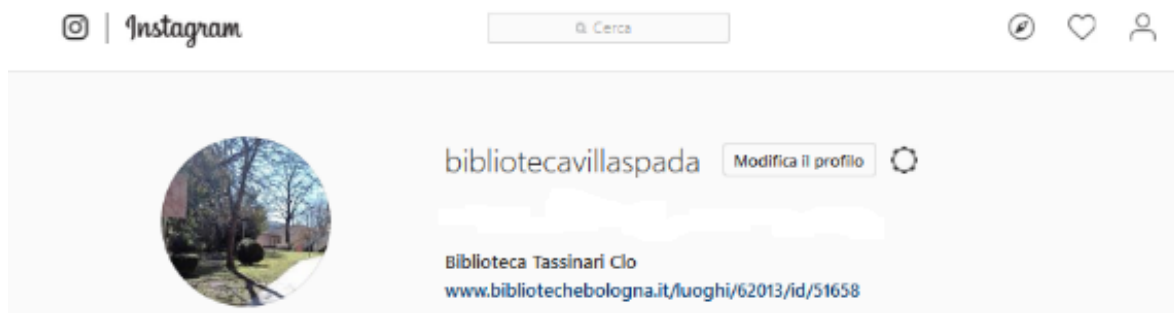 Instagram
Cerca
bibliotecavillaspada Modifica il profilo
Biblioteca Tassinari Clo
www.bibliotechebologna.it/luoghi/62013/id/51658